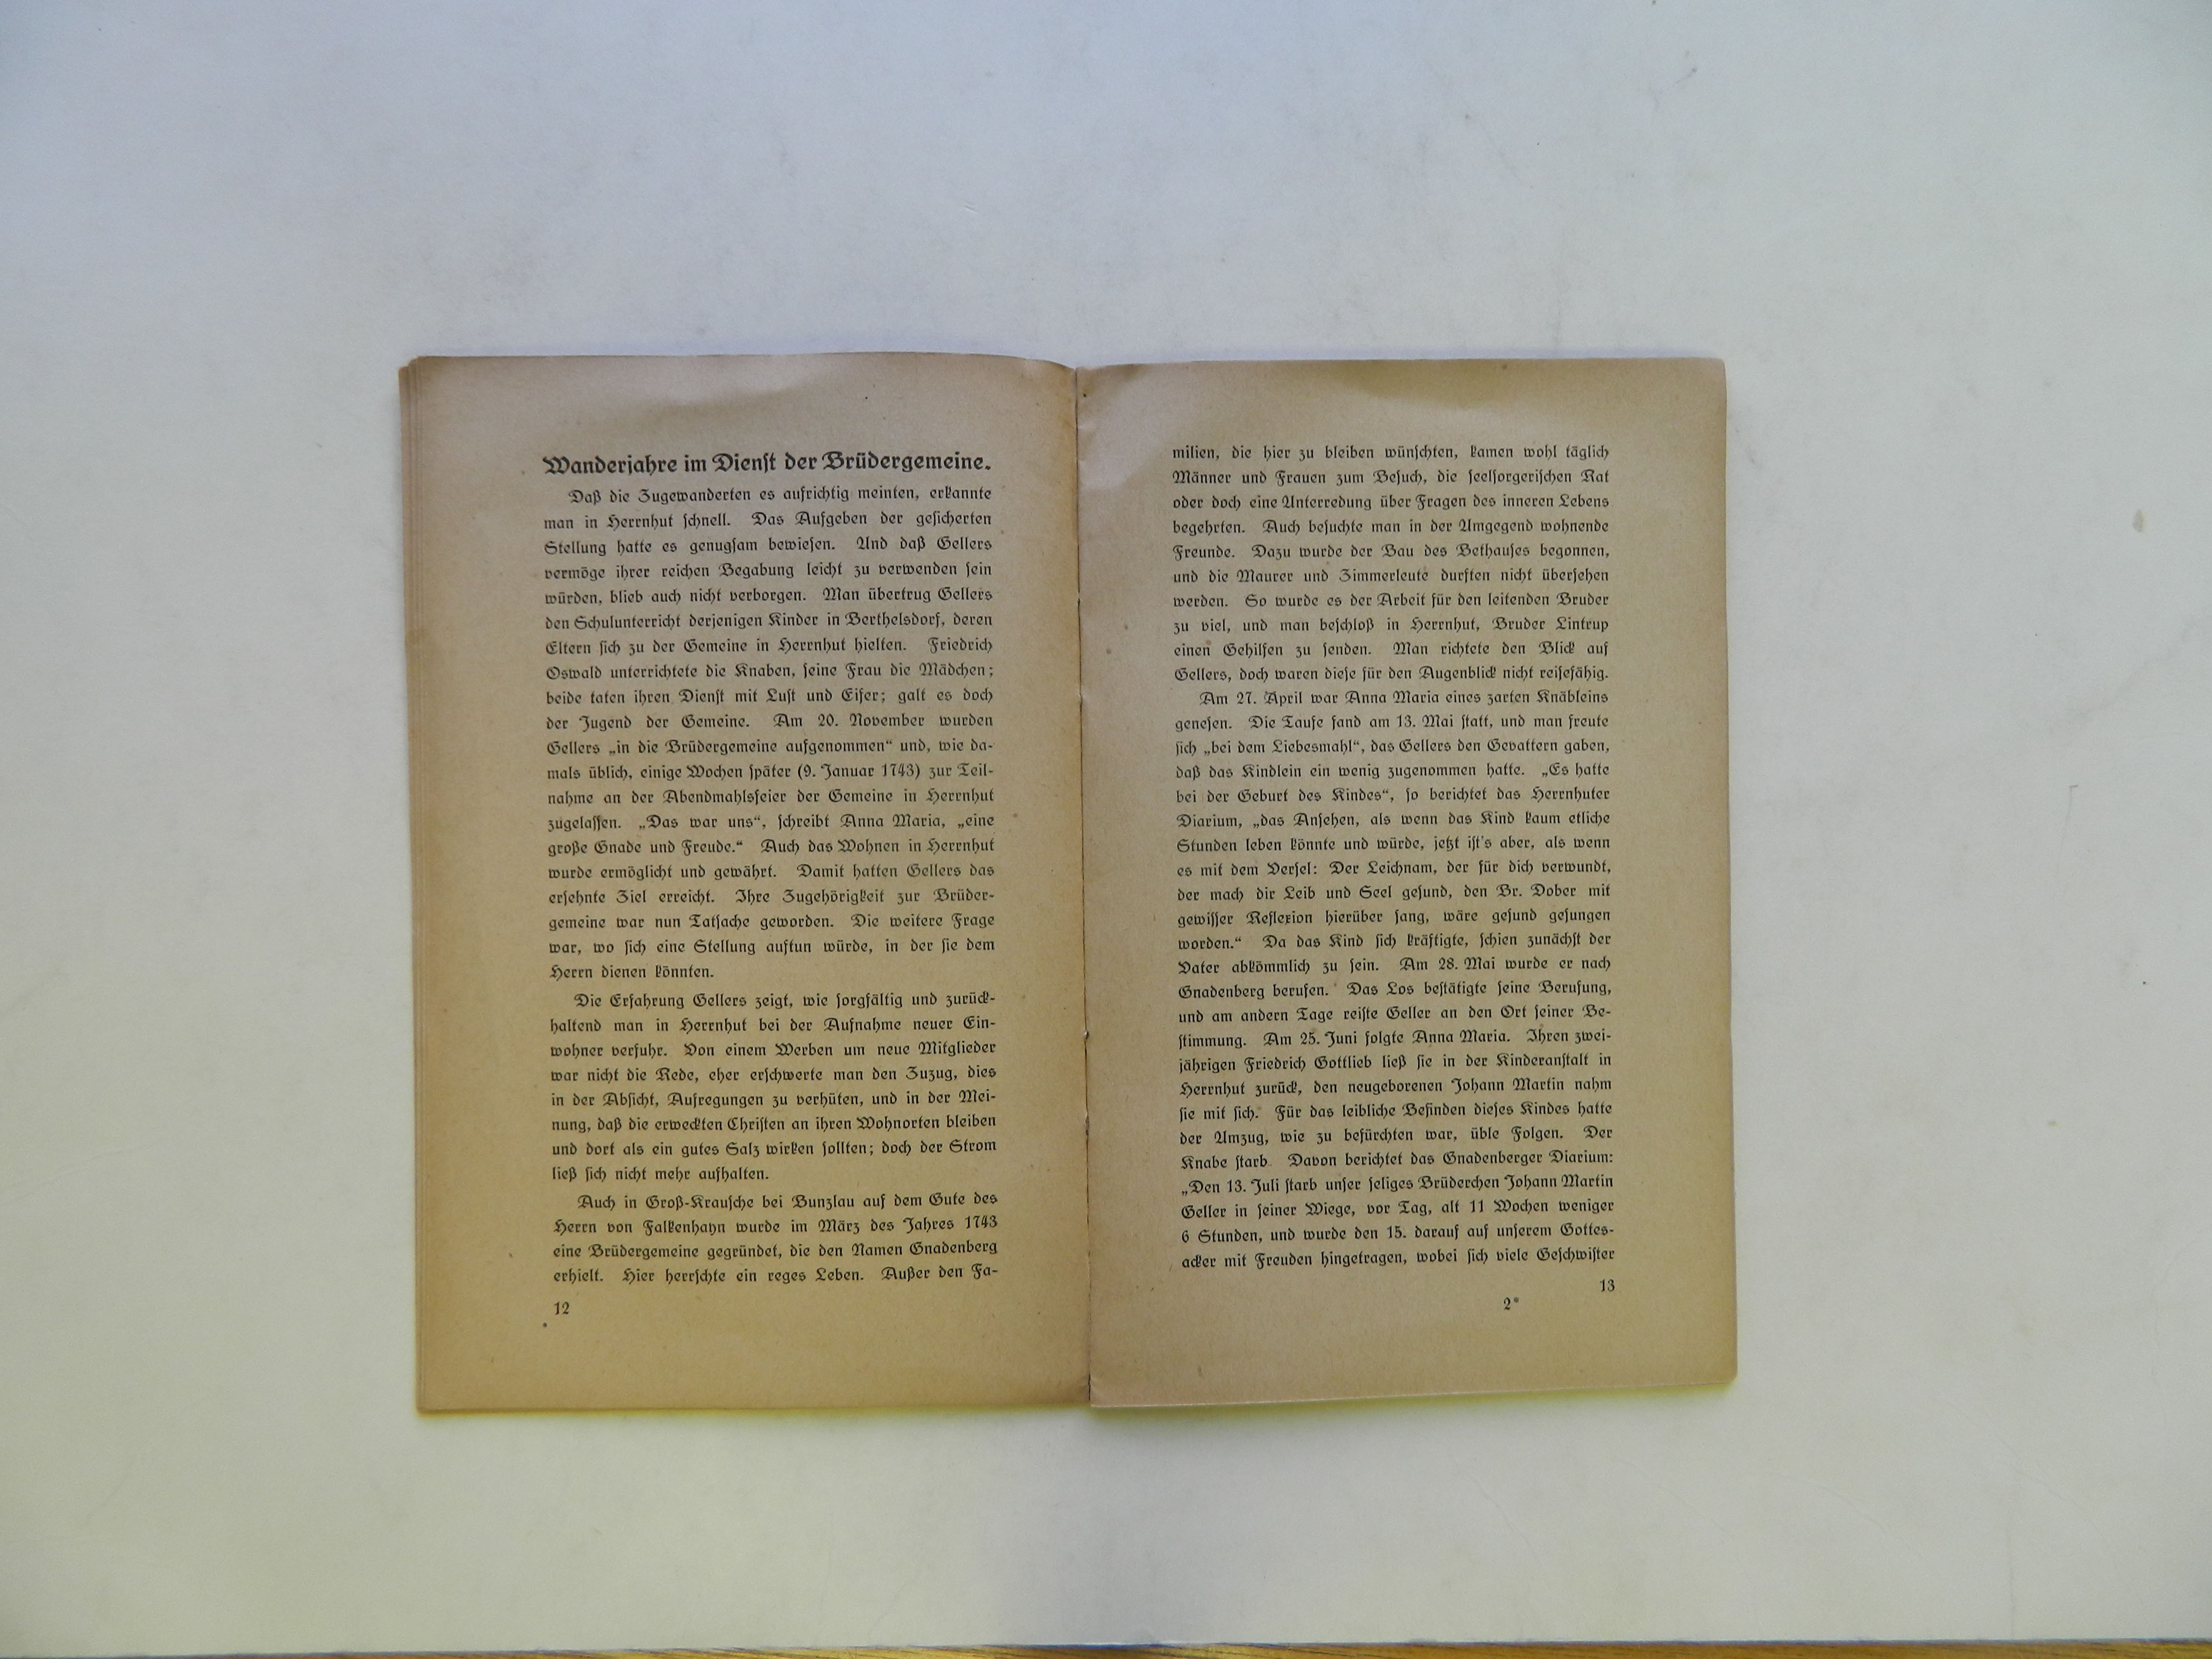 Wanderjahre im Dienst der Brüdergemeine.
Daß die Zugewanderten es aufrichtig meinten, erkannte
man in Herrnhut schnell. Das Aufgeben der gesicherten
Stellung hatte es genugsam bewiesen. Und daß Gellers
vermöge ihrer reichen Begabung leicht zu verwenden sein
würden, blieb auch nicht verborgen. Man übertrug Gellers
den Schulunterricht derjenigen Kinder in Berthelsdorf, deren
Eltern sich zu der Gemeine in Herrnhut hielten. Friedrich
Oswald unterrichtete die Knaben, seine Frau die Mädchen;
beide taten ihren Dienst mit Lust und Eifer; galt es doch
der Jugend der Gemeine. Am 20. November wurden
Gellers „in die Brüdergemeine aufgenommen“ und, wie da-
mals üblich, einige Wochen später (9. Januar 1743) zur Teil-
nahme an der Abendmahlsfeier der Gemeine in Herrnhut
zugelassen. „Das war uns“, schreibt Anna Maria, „eine
große Gnade und Freude.“ Auch das Wohnen in Herrnhut
wurde ermöglicht und gewährt. Damit hatten Gellers das
ersehnte Ziel erreicht. Ihre Zugehörigkeit zur Brüder-
gemeine war nun Tatsache geworden. Die weitere Frage
war, wo sich eine Stellung auftun würde, in der sie dem
Herrn dienen könnten.
Die Erfahrung Gellers zeigt, wie sorgfältig und zurück-
haltend man in Herrnhut bei der Aufnahme neuer Ein-
wohner verfuhr. Von einem Werben um neue Mitglieder
war nicht die Rede, eher erschwerte man den Zuzug, dies
in der Absicht, Aufregungen zu verhüten, und in der Mei-
nung, daß die erweckten Christen an ihren Wohnorten bleiben
und dort als ein gutes Salz wirken sollten; doch der Strom
ließ sich nicht mehr aufhalten.
Auch in Groß-Krausche bei Bunzlau auf dem Gute des
Herrn von Falkenhayn wurde im März des Jahres 1743
eine Brüdergemeine gegründet, die den Namen Gnadenberg
erhielt. Hier herrschte ein reges Leben. Außer den Fa-
12
milien, die hier zu bleiben wünschten, kamen wohl täglich
Männer und Frauen zum Besuch, die seelsorgerischen Rat
oder doch eine Unterredung über Fragen des inneren Lebens
begehrten. Auch besuchte man in der Umgegend wohnende
Freunde. Dazu wurde der Bau des Bethauses begonnen,
und die Maurer und Zimmerleute durften nicht übersehen
werden. So wurde es der Arbeit für den leitenden Bruder
zu viel, und man beschloß in Herrnhut, Bruder Lintrup
einen Gehilfen zu senden. Man richtete den Blick auf
Gellers, doch waren diese für den Augenblick nicht reisefähig.
Am 27. April war Anna Maria eines zarten Knäbleins
genesen. Die Taufe fand am 13. Mai statt, und man freute
sich „bei dem Liebesmahl“, das Gellers den Gevattern gaben,
daß das Kindlein ein wenig zugenommen hatte. „Es hatte
bei der Geburt des Kindes“, so berichtet das Herrnhuter
Diarium, „das Ansehen, als wenn das Kind kaum etliche
Stunden leben könnte und würde, jetzt ist's aber, als wenn
es mit dem Versel: Der Leichnam, der für dich verwundt,
der mach dir Leib und Seel gesund, den Br. Dober mit
gewisser Reflexion hierüber sang, wäre gesund gesungen
worden.“ Da das Kind sich kräftigte, schien zunächst der
Vater abkömmlich zu sein. Am 28. Mai wurde er nach
Gnadenberg berufen. Das Los bestätigte seine Berufung,
und am andern Tage reiste Geller an den Ort seiner Be-
stimmung. Am 25. Juni folgte Anna Maria. Ihren zwei-
jährigen Friedrich Gottlieb ließ sie in der Kinderanstalt in
Herrnhut zurück, den neugeborenen Johann Martin nahm
sie mit sich. Für das leibliche Befinden dieses Kindes hatte
der Umzug, wie zu befürchten war, üble Folgen. Der
Knabe starb. Davon berichtet das Gnadenberger Diarium:
„Den 13. Juli starb unser seliges Brüderchen Johann Martin
Geller in seiner Wiege, vor Tag, alt 11 Wochen weniger
6 Stunden, und wurde den 15. darauf auf unserem Gottes-
acker mit Freuden hingetragen, wobei sich viele Geschwister
13
2*